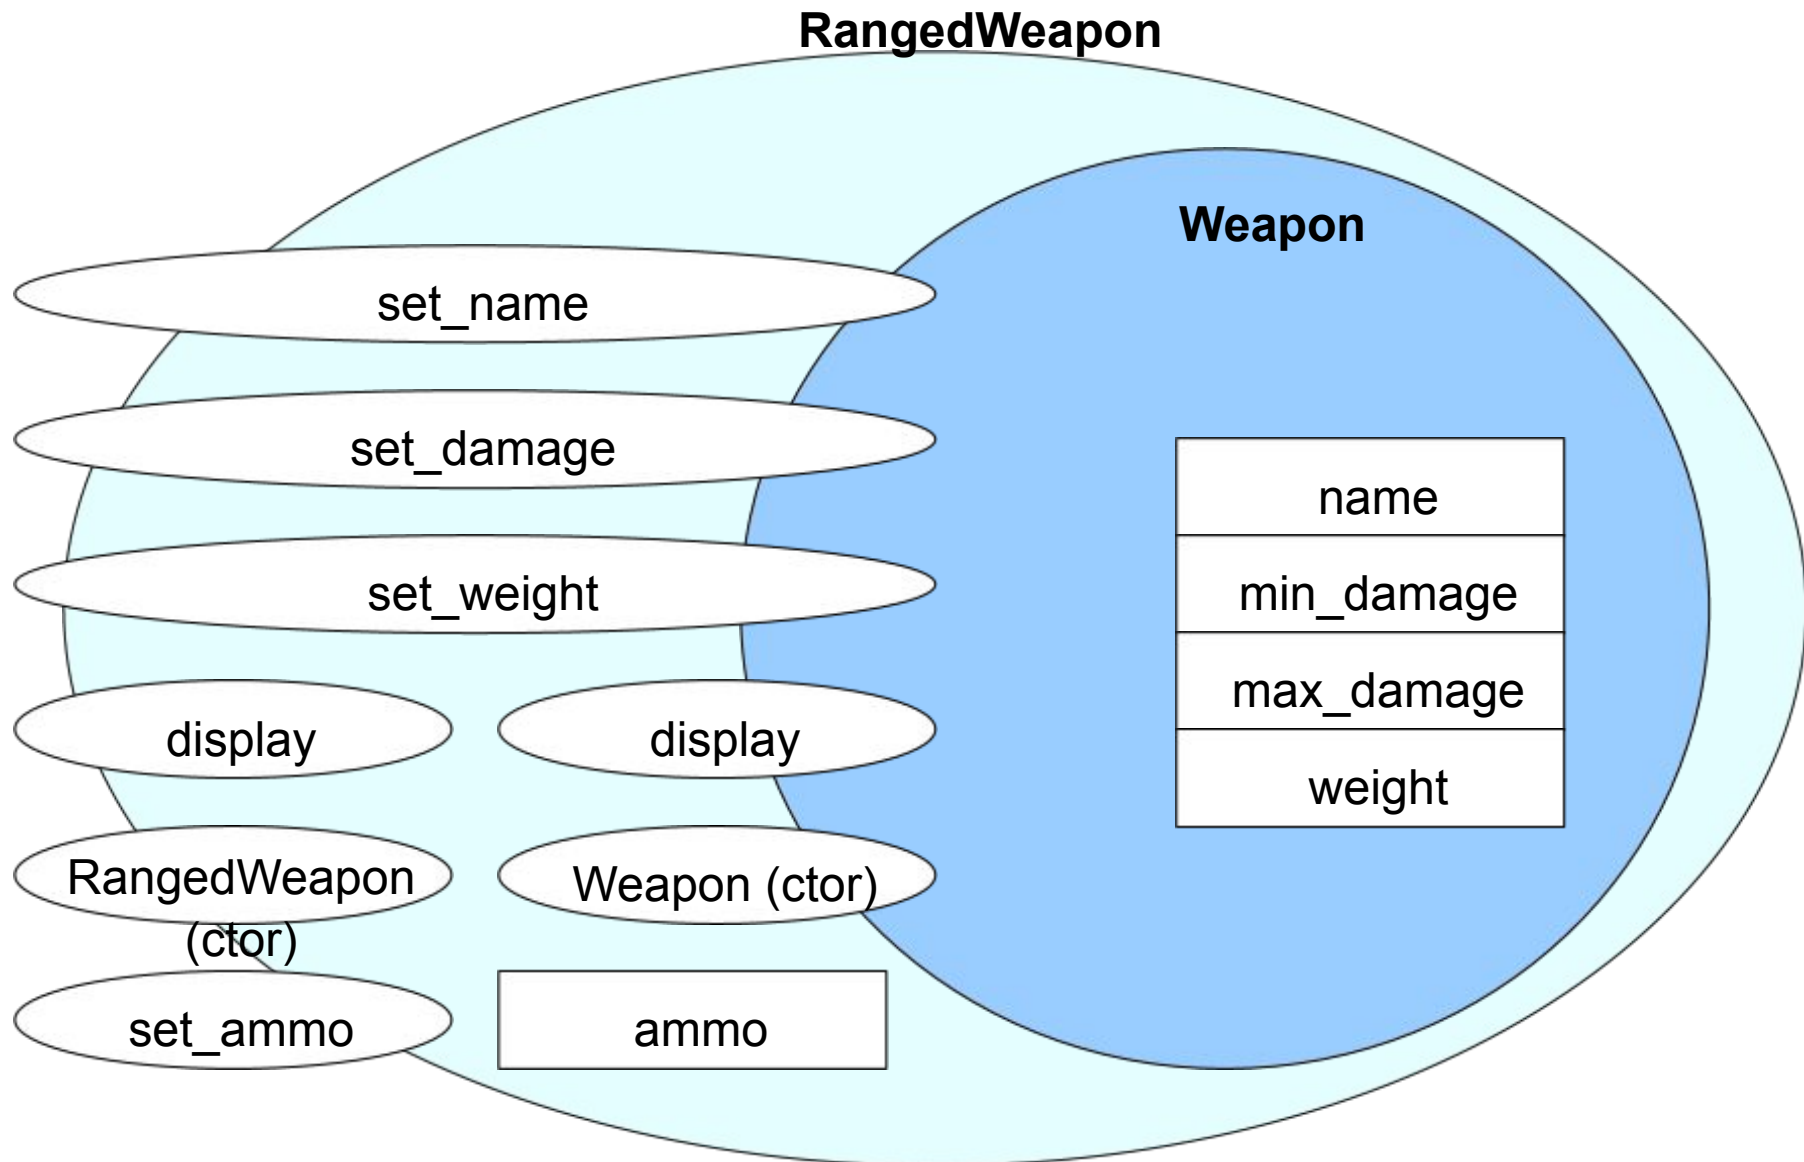 RangedWeapon
Weapon
set_name
set_damage
set_weight
display
display
RangedWeapon
(ctor)
Weapon (ctor)
set_ammo
ammo
name
min_damage
max_damage
weight